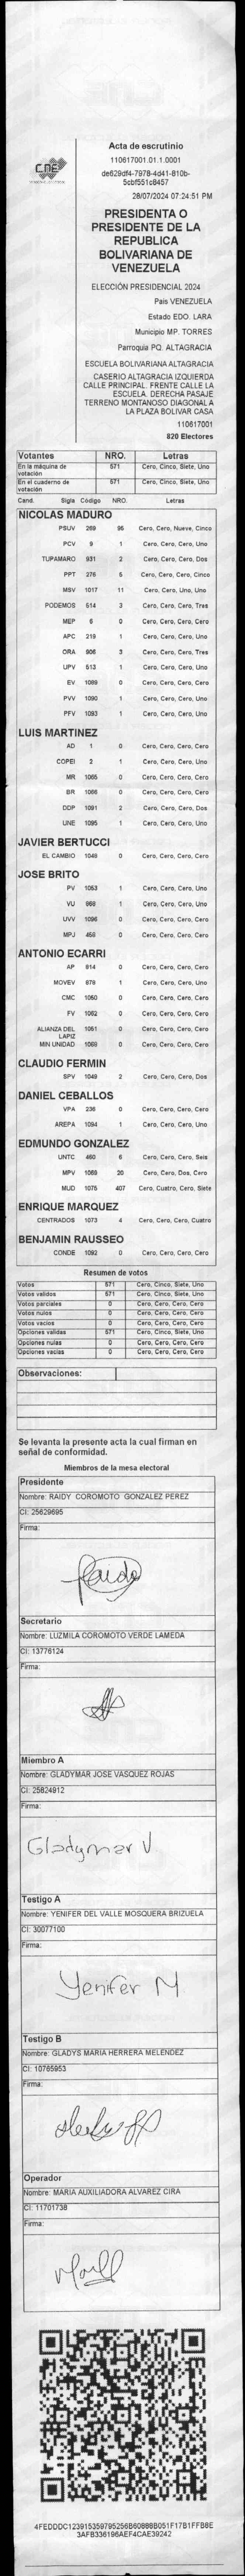 CNE
Acta de escrutinio
110617001.01.1.0001
de629df4-7978-4d41-810b-
5cbf551c8457
28/07/2024 07:24:51 PM
PRESIDENTA O
PRESIDENTE DE LA
REPUBLICA
BOLIVARIANA DE
VENEZUELA
ELECCIÓN PRESIDENCIAL 2024
País VENEZUELA
Estado EDO. LARA
Municipio MP. TORRES
Parroquia PQ. ALTAGRACIA
ESCUELA BOLIVARIANA ALTAGRACIA
CASERIO ALTAGRACIA IZQUIERDA
CALLE PRINCIPAL. FRENTE CALLE LA
ESCUELA. DERECHA PASAJE
TERRENO MONTANOSO DIAGONAL A
LA PLAZA BOLIVAR CASA
110617001
820 Electores
Votantes NRO. Letras
En la máquina de votación 571 Cero, Cinco, Siete, Uno
En el cuaderno de votación 571 Cero, Cinco, Siete, Uno
Cand. Sigla Código NRO. Letras
NICOLAS MADURO
PSUV 269 95 Cero, Cero, Nueve, Cinco
PCV 9 1 Cero, Cero, Cero, Uno
TUPAMARO 931 2 Cero, Cero, Cero, Dos
PPT 276 5 Cero, Cero, Cero, Cinco
MSV 1017 11 Cero, Cero, Uno, Uno
PODEMOS 514 3 Cero, Cero, Cero, Tres
MEP 6 0 Cero, Cero, Cero, Cero
APC 219 1 Cero, Cero, Cero, Uno
ORA 906 3 Cero, Cero, Cero, Tres
UPV 513 1 Cero, Cero, Cero, Uno
EV 1089 0 Cero, Cero, Cero, Cero
PVV 1090 1 Cero, Cero, Cero, Uno
PFV 1093 1 Cero, Cero, Cero, Uno
LUIS MARTINEZ
AD 1 0 Cero, Cero, Cero, Cero
COPEI 2 1 Cero, Cero, Cero, Uno
MR 1065 0 Cero, Cero, Cero, Cero
BR 1066 0 Cero, Cero, Cero, Cero
DDP 1091 2 Cero, Cero, Cero, Dos
UNE 1095 1 Cero, Cero, Cero, Uno
JAVIER BERTUCCI
EL CAMBIO 1046 0 Cero, Cero, Cero, Cero
JOSE BRITO
PV 1053 1 Cero, Cero, Cero, Uno
VU 968 1 Cero, Cero, Cero, Uno
UVV 1096 0 Cero, Cero, Cero, Cero
MPJ 458 0 Cero, Cero, Cero, Cero
ANTONIO ECARRI
AP 814 0 Cero, Cero, Cero, Cero
MOVEV 878 1 Cero, Cero, Cero, Uno
CMC 1050 0 Cero, Cero, Cero, Cero
FV 1062 0 Cero, Cero, Cero, Cero
ALIANZA DEL LAPIZ 1061 0 Cero, Cero, Cero, Cero
MIN UNIDAD 1069 0 Cero, Cero, Cero, Cero
CLAUDIO FERMIN
SPV 1049 2 Cero, Cero, Cero, Dos
DANIEL CEBALLOS
VPA 236 0 Cero, Cero, Cero, Cero
AREPA 1094 1 Cero, Cero, Cero, Uno
EDMUNDO GONZALEZ
UNTC 460 6 Cero, Cero, Cero, Seis
MPV 1068 20 Cero, Cero, Dos, Cero
MUD 1075 407 Cero, Cuatro, Cero, Siete
ENRIQUE MARQUEZ
CENTRADOS 1073 4 Cero, Cero, Cero, Cuatro
BENJAMIN RAUSSEO
CONDE 1092 0 Cero, Cero, Cero, Cero
Resumen de votos
Votos 571 Cero, Cinco, Siete, Uno
Votos validos 571 Cero, Cinco, Siete, Uno
Votos parciales 0 Cero, Cero, Cero, Cero
Votos nulos 0 Cero, Cero, Cero, Cero
Votos vacios 0 Cero, Cero, Cero, Cero
Opciones validas 571 Cero, Cinco, Siete, Uno
Opciones nulas 0 Cero, Cero, Cero, Cero
Opciones vacias 0 Cero, Cero, Cero, Cero
Observaciones:
Se levanta la presente acta la cual firman en
señal de conformidad.
Miembros de la mesa electoral
Presidente
Nombre: RAIDY COROMOTO GONZALEZ PEREZ
CI: 25629695
Firma:
Secretario
Nombre: LUZMILA COROMOTO VERDE LAMEDA
CI: 13776124
Firma:
Miembro A
Nombre: GLADYMAR JOSE VASQUEZ ROJAS
CI: 25624912
Firma:
Gladymar V
Testigo A
Nombre: YENIFER DEL VALLE MOSQUERA BRIZUELA
CI: 30077100
Firma:
Yenifer M
Testigo B
Nombre: GLADYS MARIA HERRERA MELENDEZ
CI: 10765953
Firma:
Operador
Nombre: MARIA AUXILIADORA ALVAREZ CIRA
CI: 11701738
Firma:
4FEDDDC12391535979525 6B60888B051F17B1FFB8E
3AFB336196AEF4CAE39242